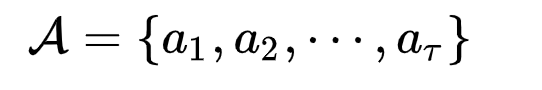 𝒜 = {a₁, a₂, ⋯, a_τ}